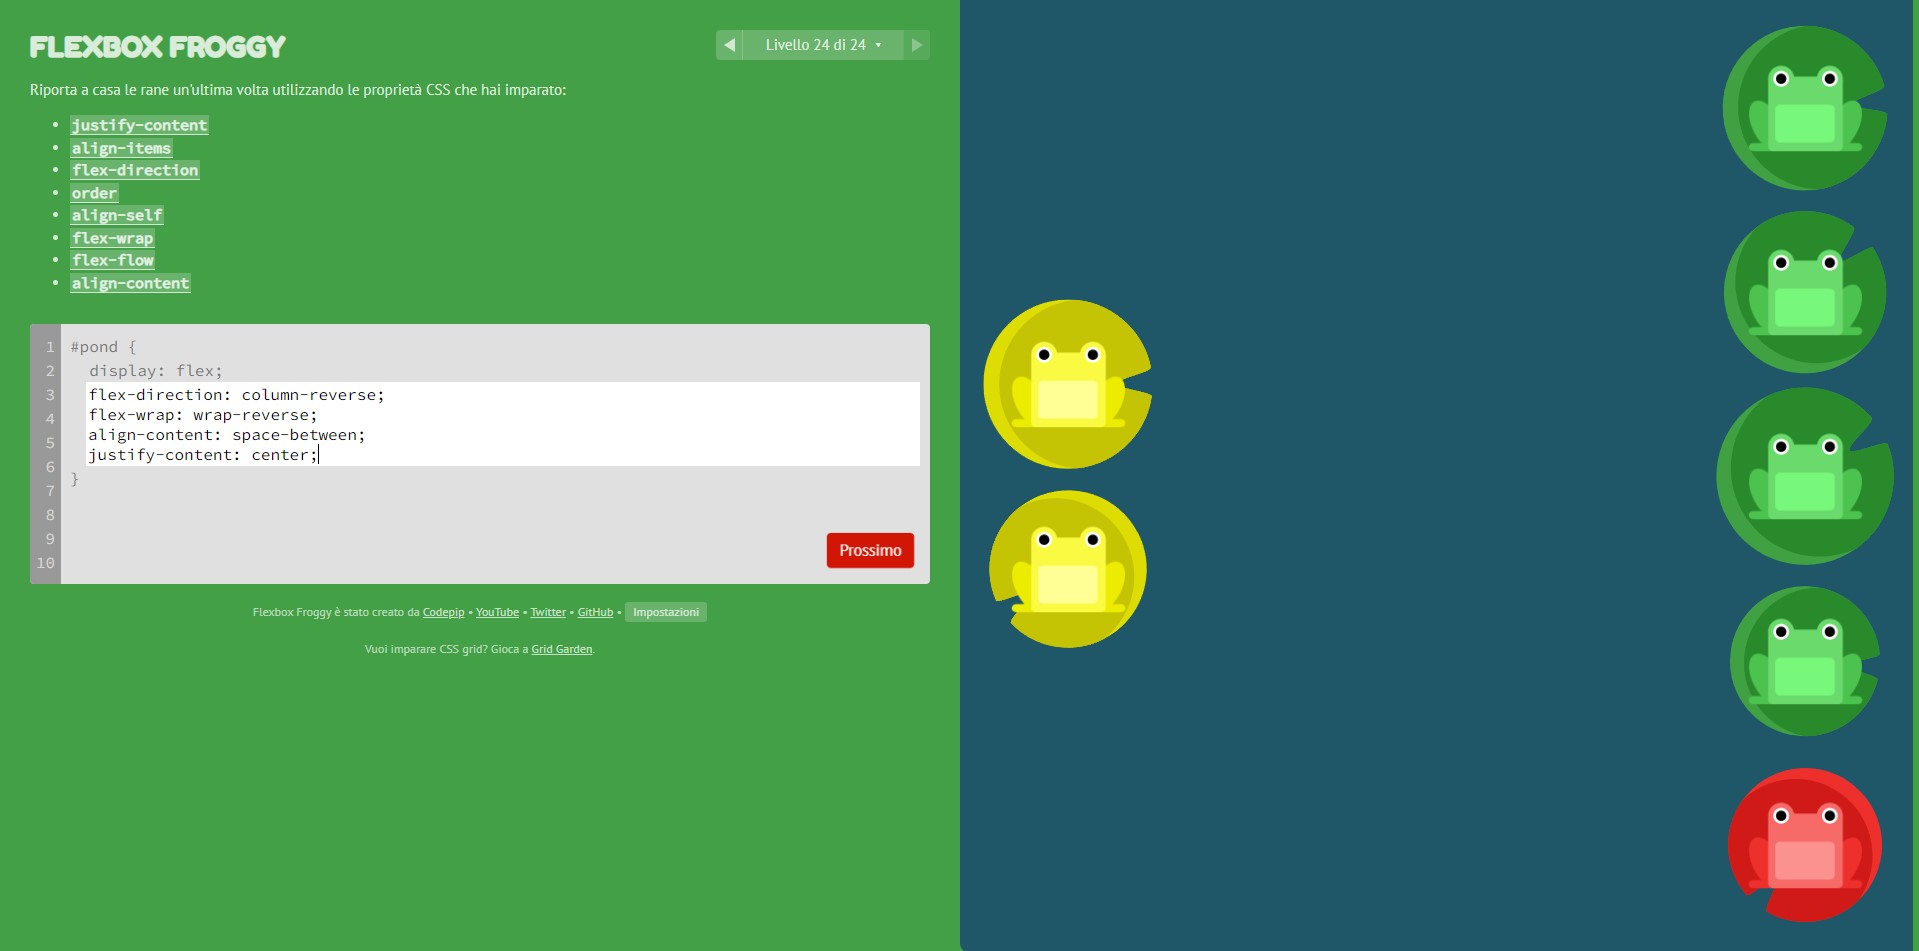 FLEXBOX FROGGY
Livello 24 di 24
Riporta a casa le rane un'ultima volta utilizzando le proprietà CSS che hai imparato:
• justify-content
• align-items
• flex-direction
• order
• align-self
• flex-wrap
• flex-flow
• align-content
1 #pond {
2 display: flex;
3 flex-direction: column-reverse;
4 flex-wrap: wrap-reverse;
5 align-content: space-between;
6 justify-content: center;
7 }
8
9
10
Prossimo
Flexbox Froggy è stato creato da Codepip • YouTube • Twitter • GitHub • Impostazioni
Vuoi imparare CSS grid? Gioca a Grid Garden.